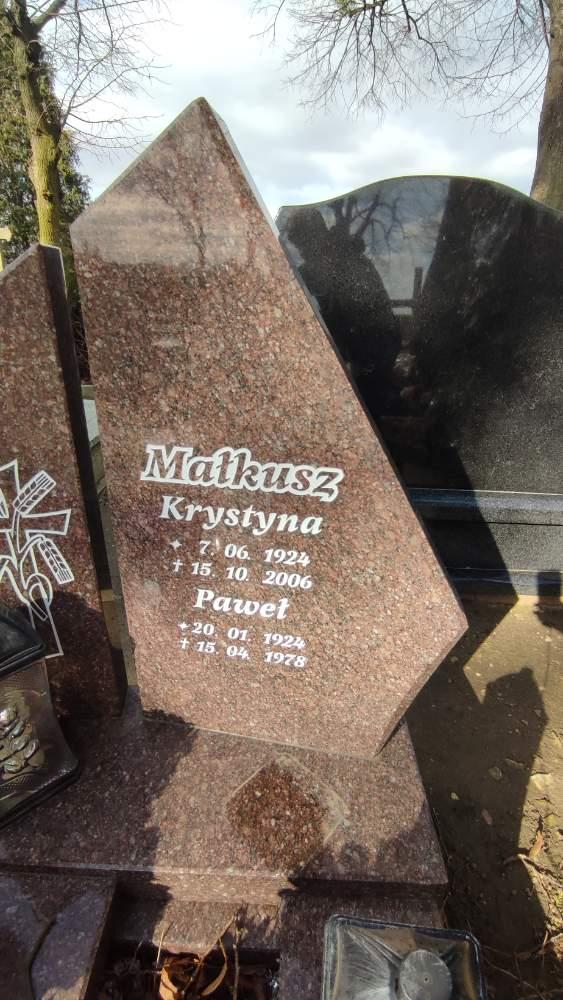 Małkusz
Krystyna
✦ 7. 06. 1924
† 15. 10. 2006
Paweł
✦ 20. 01. 1924
† 15. 04. 1978